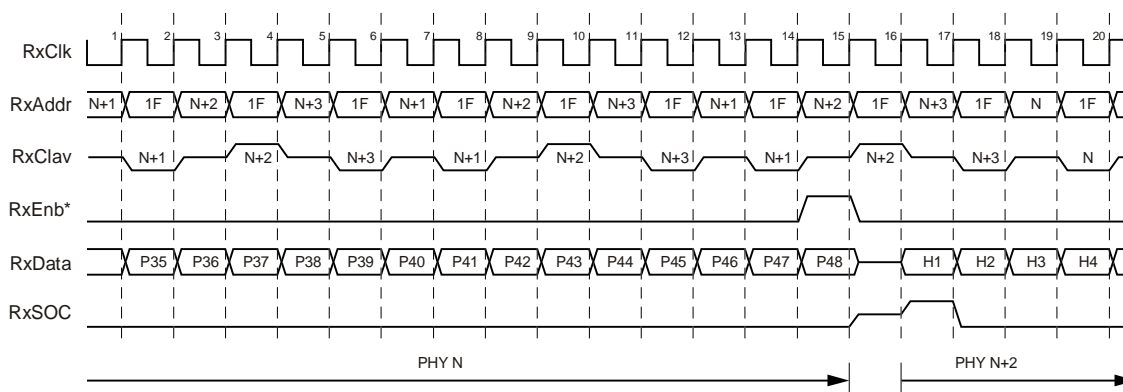 RxClk 1 2 3 4 5 6 7 8 9 10 11 12 13 14 15 16 17 18 19 20
RxAddr N+1 1F N+2 1F N+3 1F N+1 1F N+2 1F N+3 1F N+1 1F N+2 1F N+3 1F N 1F
RxClav N+1 N+2 N+3 N+1 N+2 N+3 N+1 N+2 N+3 N
RxEnb*
RxData P35 P36 P37 P38 P39 P40 P41 P42 P43 P44 P45 P46 P47 P48 H1 H2 H3 H4
RxSOC
PHY N PHY N+2